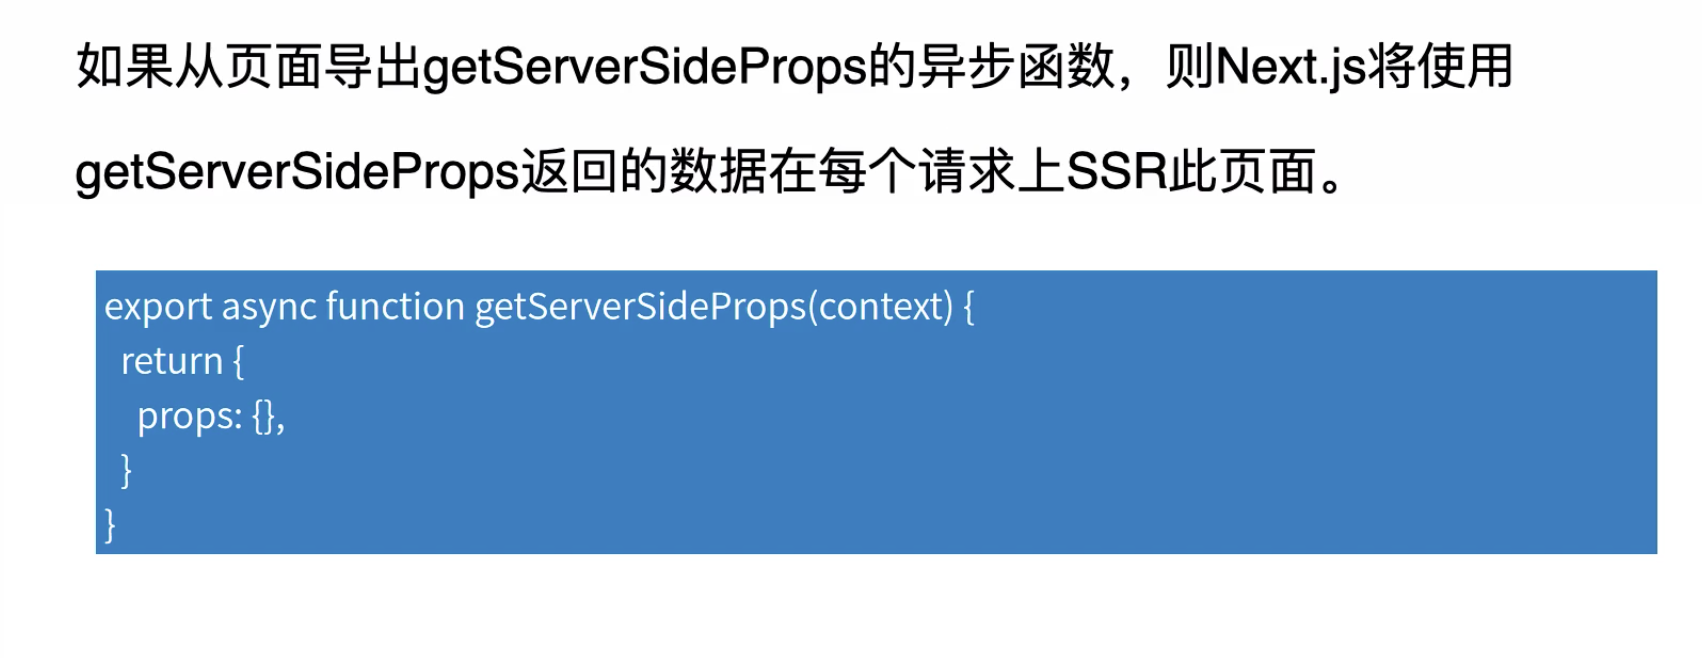 如果从页面导出getServerSideProps的异步函数，则Next.js将使用
getServerSideProps返回的数据在每个请求上SSR此页面。
export async function getServerSideProps(context) {
  return {
    props: {},
  }
}